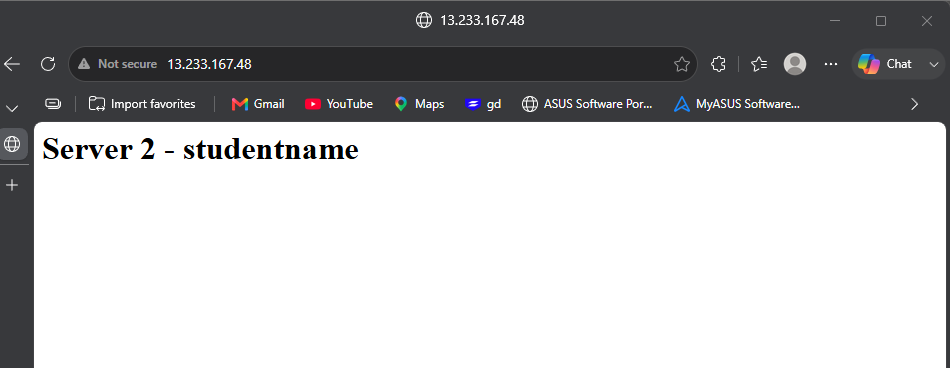 13.233.167.48
Not secure 13.233.167.48 Chat
Import favorites Gmail YouTube Maps gd ASUS Software Por... MyASUS Software...
Server 2 - studentname